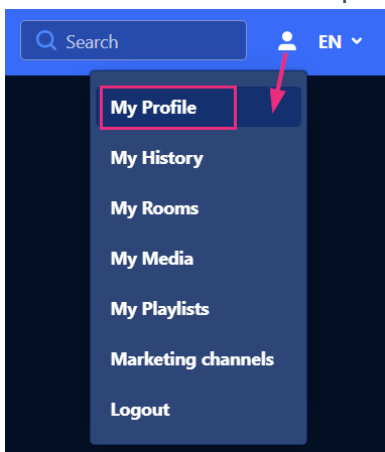 Search
EN
My Profile
My History
My Rooms
My Media
My Playlists
Marketing channels
Logout